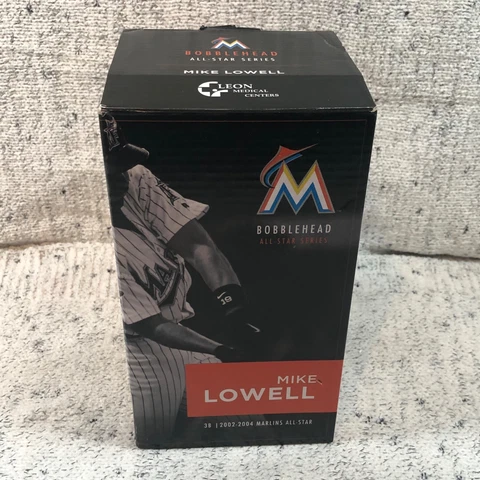 BOBBLEHEAD
ALL-STAR SERIES
MIKE LOWELL
LEON
MEDICAL
CENTERS
M
BOBBLEHEAD
ALL-STAR SERIES
19
MIKE
LOWELL
3B | 2002-2004 MARLINS ALL-STAR